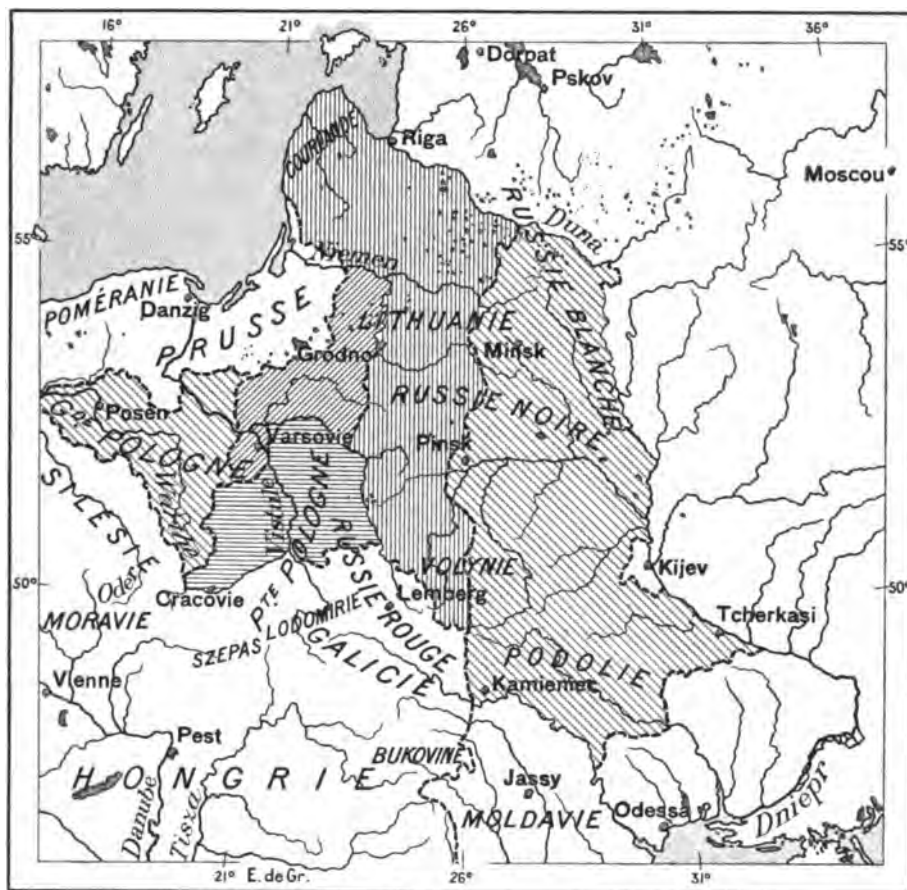 16° 21° 26° 31° 36°
Dorpat
Pskov
COURLANDE
Riga
Moscou
RUSSIE BLANCHE
Duna
55° 55°
Niemen
POMÉRANIE
Danzig
PRUSSE
LITHUANIE
Grodno
Minsk
RUSSIE NOIRE
Posen
Gde POLOGNE
Varsovie
Pinsk
SILÉSIE
Warthe
Vistule
Pte POLOGNE
RUSSIE ROUGE
VOLYNIE
Kijev
50° 50°
Oder
Cracovie
Lemberg
Tcherkasi
MORAVIE
SZEPAS
LODOMIRIE
GALICIE
PODOLIE
Vienne
Kamiemec
Pest
BUKOVINE
HONGRIE
Jassy
Odessa
Danube
Tisza
MOLDAVIE
Dniepr
21° E. de Gr. 26° 31°